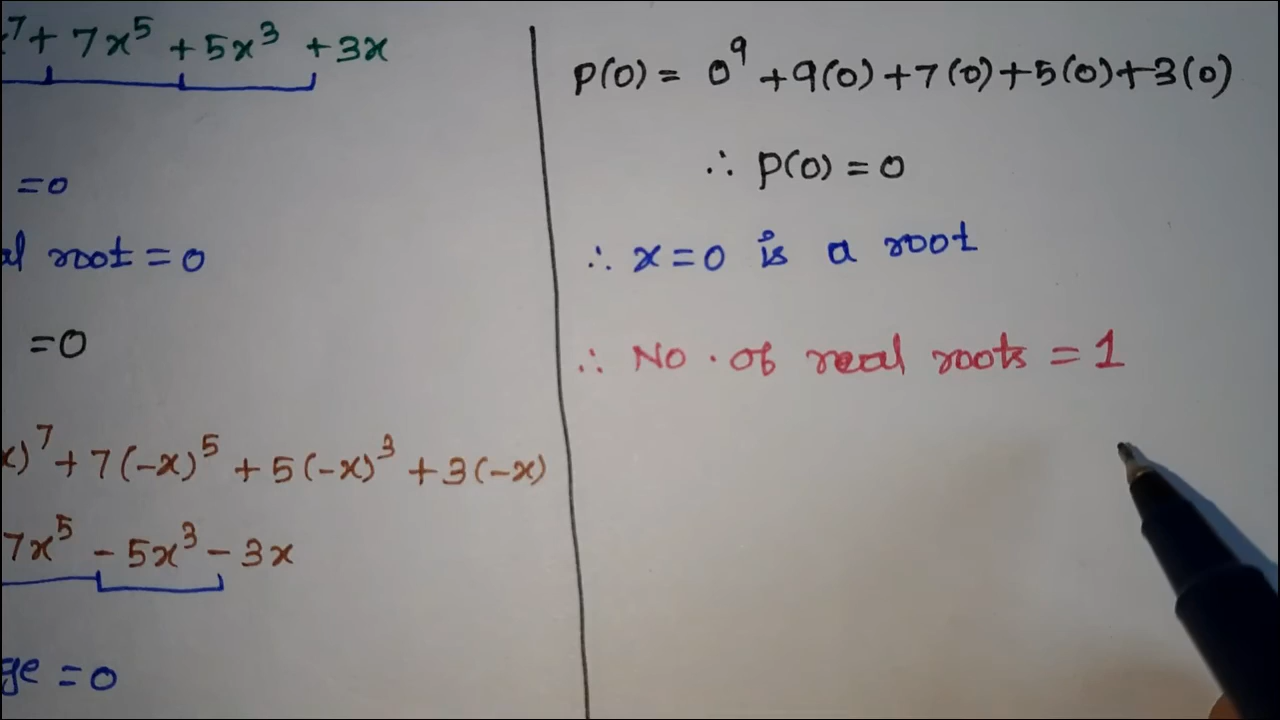 ⁷ + 7x⁵ + 5x³ + 3x
= 0
root = 0
= 0
x)⁷ + 7(-x)⁵ + 5(-x)³ + 3(-x)
7x⁵ - 5x³ - 3x
ge = 0
P(0) = 0⁹ + 9(0) + 7(0) + 5(0) + 3(0)
∴ P(0) = 0
∴ x = 0 is a root
∴ No. of real roots = 1